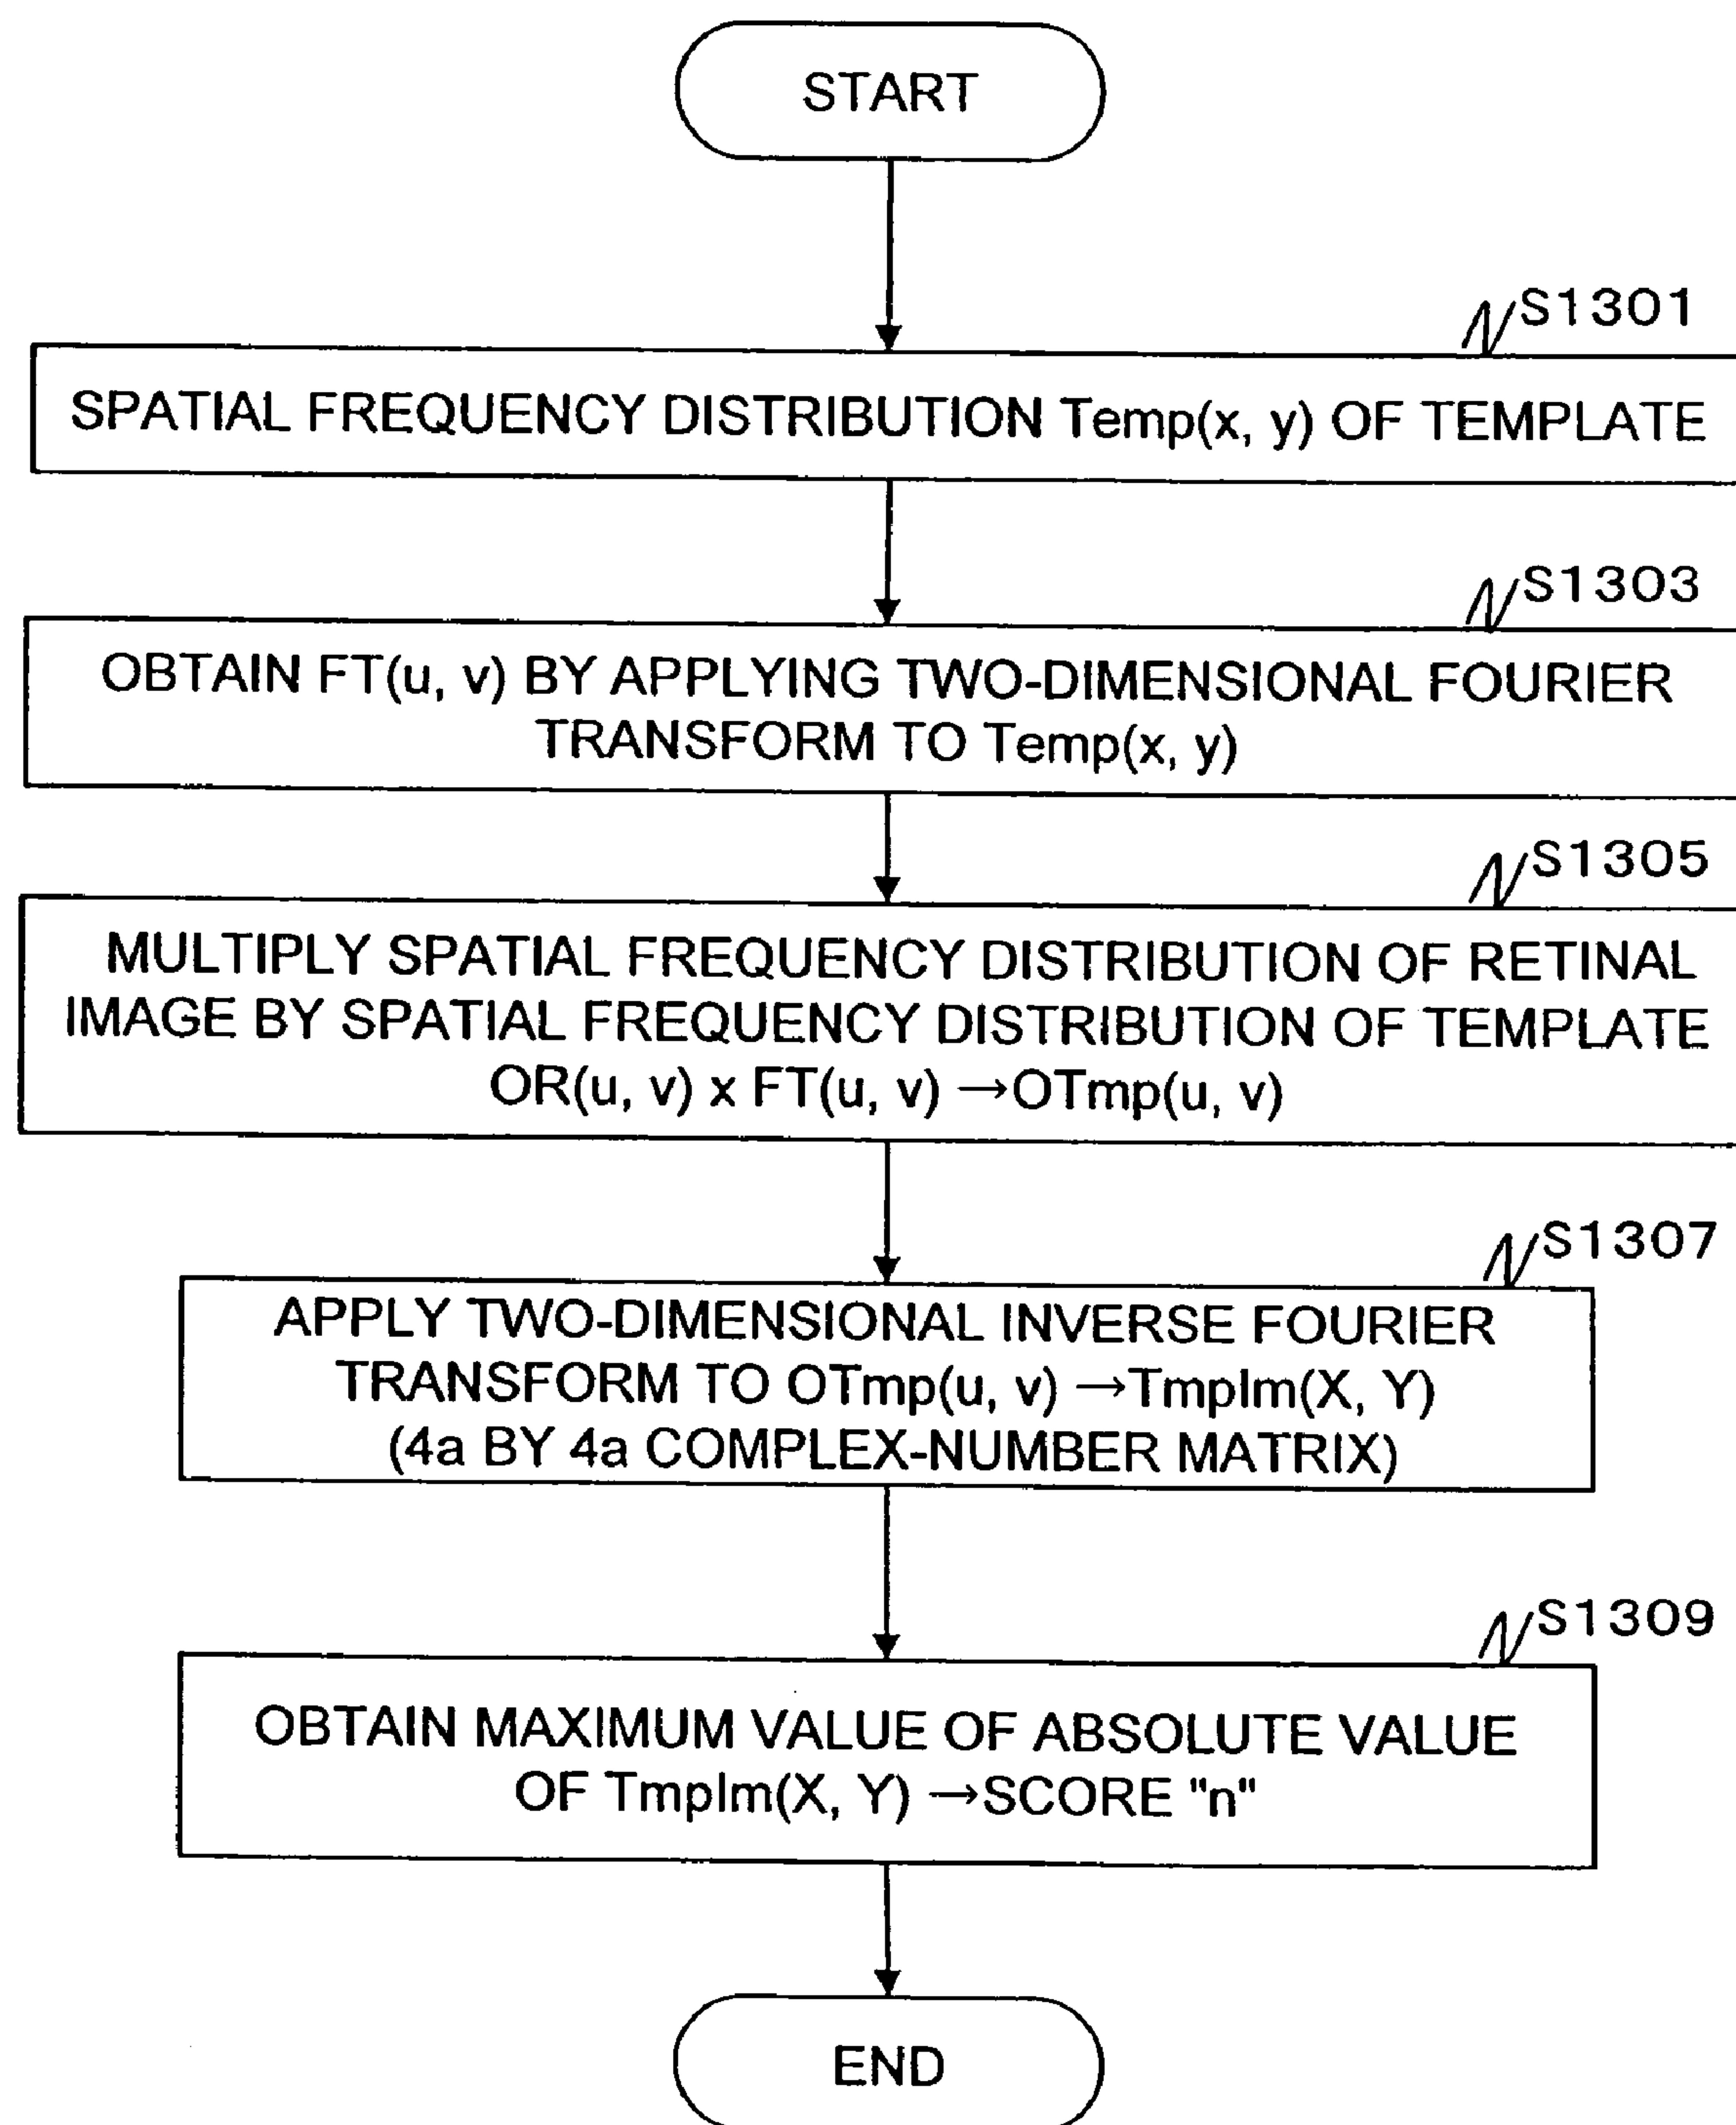 START
S1301
SPATIAL FREQUENCY DISTRIBUTION Temp(x, y) OF TEMPLATE
S1303
OBTAIN FT(u, v) BY APPLYING TWO-DIMENSIONAL FOURIER
TRANSFORM TO Temp(x, y)
S1305
MULTIPLY SPATIAL FREQUENCY DISTRIBUTION OF RETINAL
IMAGE BY SPATIAL FREQUENCY DISTRIBUTION OF TEMPLATE
OR(u, v) x FT(u, v) →OTmp(u, v)
S1307
APPLY TWO-DIMENSIONAL INVERSE FOURIER
TRANSFORM TO OTmp(u, v) →TmpIm(X, Y)
(4a BY 4a COMPLEX-NUMBER MATRIX)
S1309
OBTAIN MAXIMUM VALUE OF ABSOLUTE VALUE
OF TmpIm(X, Y) →SCORE "n"
END